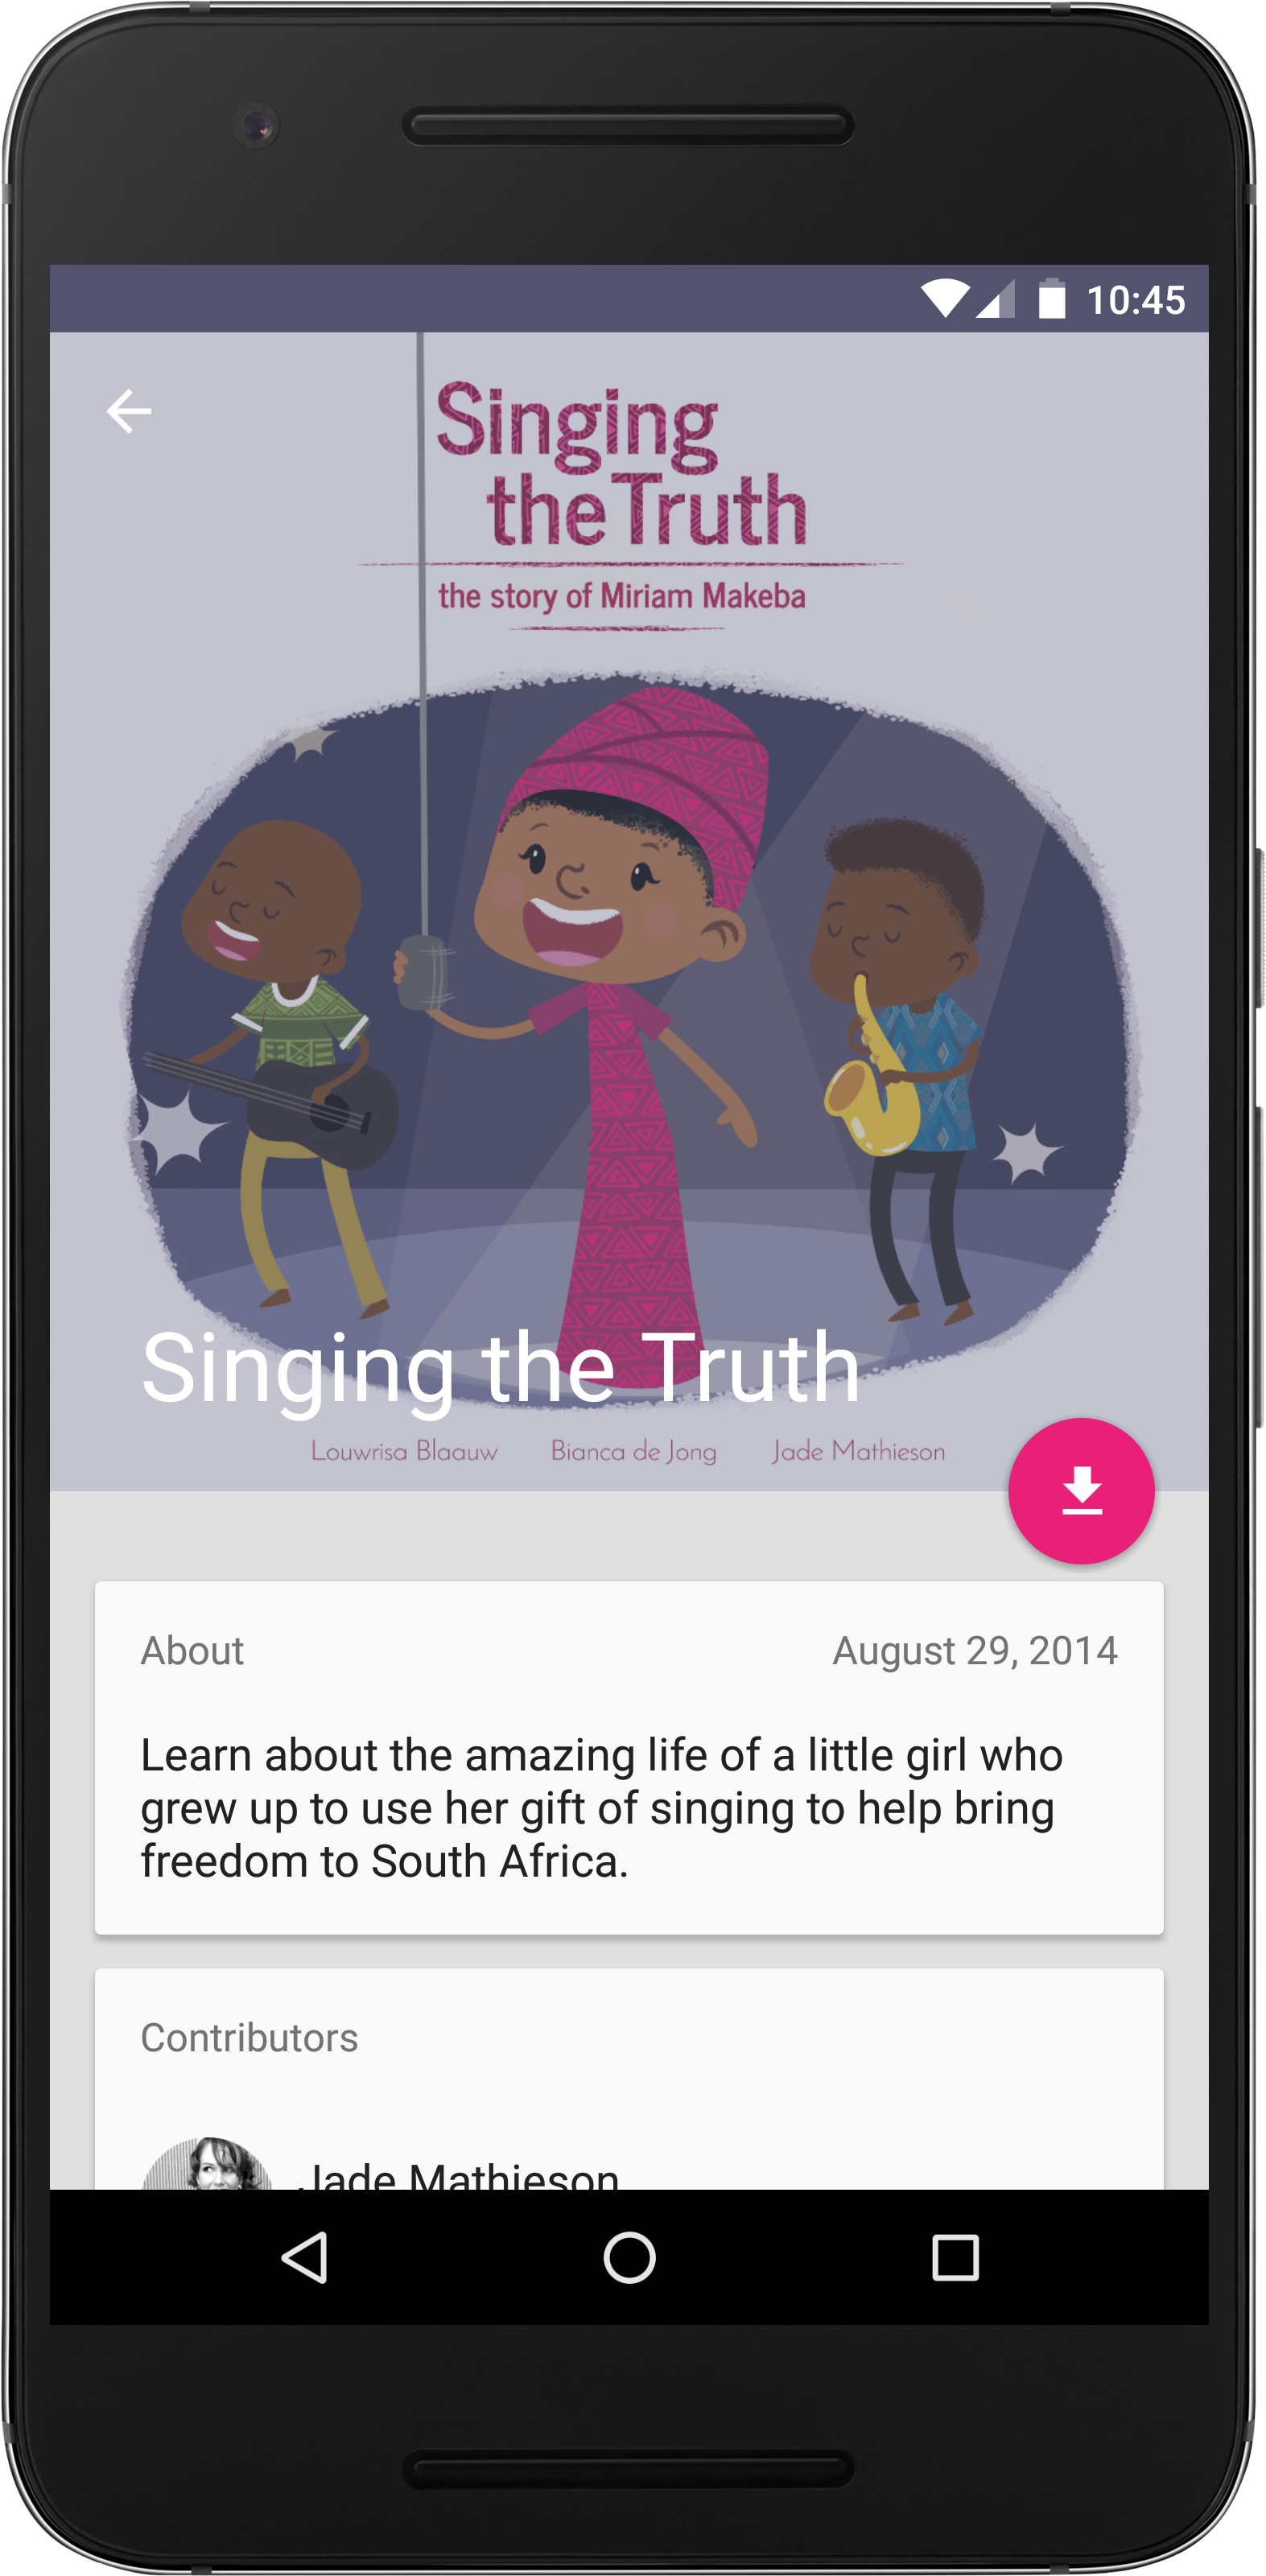 10:45
Singing
the Truth
the story of Miriam Makeba
Singing the Truth
Louwrisa Blaauw Bianca de Jong Jade Mathieson
About August 29, 2014
Learn about the amazing life of a little girl who
grew up to use her gift of singing to help bring
freedom to South Africa.
Contributors
Jade Mathieson